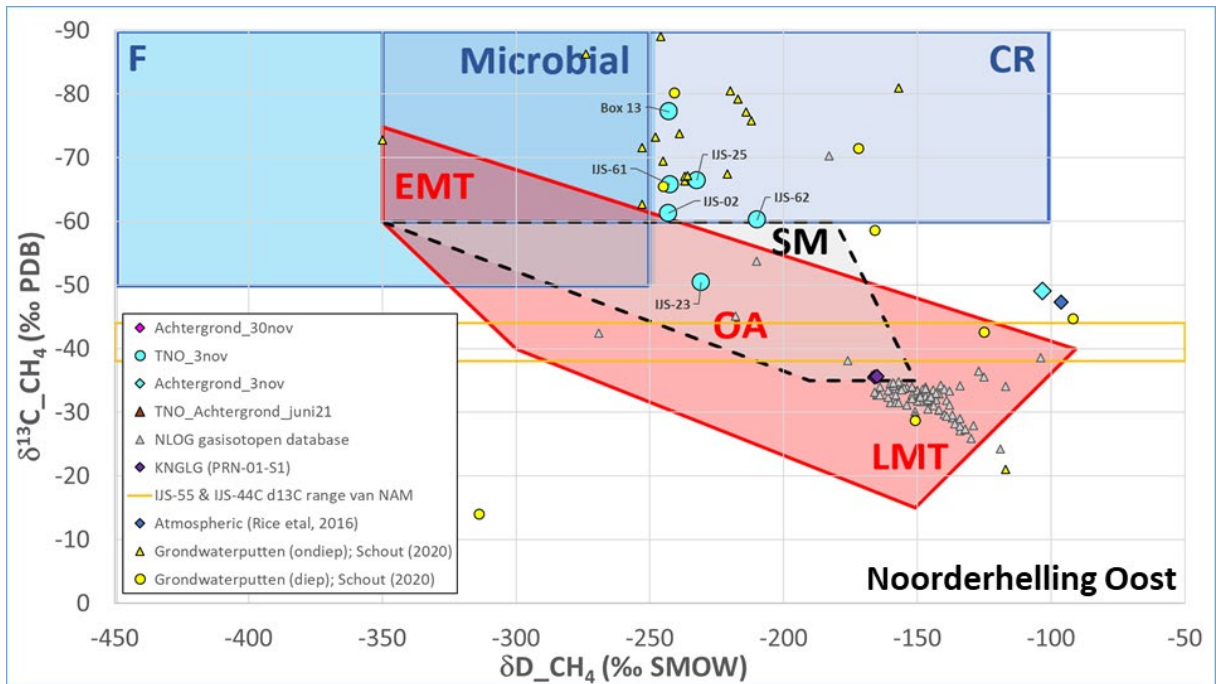 -90
-80
-70
-60
-50
-40
-30
-20
-10
0
δ¹³C_CH₄ (‰ PDB)
F
Microbial
CR
Box 13
IJS-61
IJS-25
IJS-02
IJS-62
EMT
SM
IJS-23
OA
LMT
Achtergrond_30nov
TNO_3nov
Achtergrond_3nov
TNO_Achtergrond_juni21
NLOG gasisotopen database
KNGLG (PRN-01-S1)
IJS-55 & IJS-44C d13C range van NAM
Atmospheric (Rice etal, 2016)
Grondwaterputten (ondiep); Schout (2020)
Grondwaterputten (diep); Schout (2020)
Noorderhelling Oost
-450 -400 -350 -300 -250 -200 -150 -100 -50
δD_CH₄ (‰ SMOW)